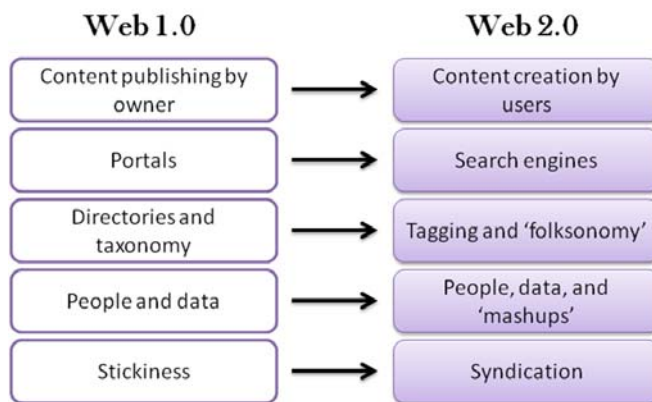 Web 1.0
Web 2.0
Content publishing by
owner
Content creation by
users
Portals
Search engines
Directories and
taxonomy
Tagging and ‘folksonomy’
People and data
People, data, and
‘mashups’
Stickiness
Syndication